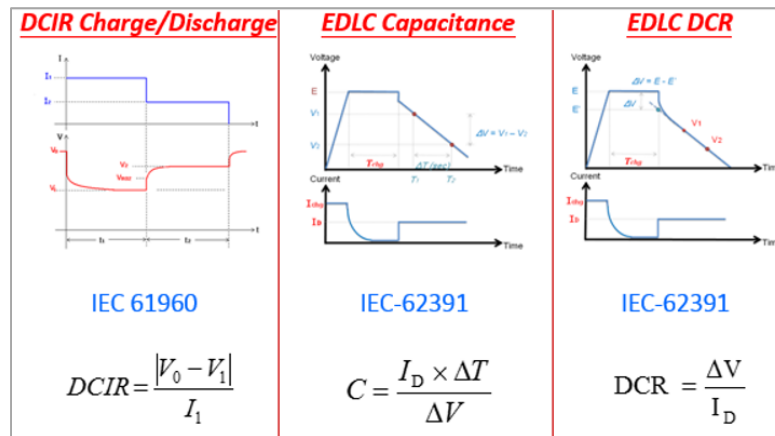 DCIR Charge/Discharge
I
I₁
I₂
t
V
V₀
V₂
V₁
t
t₁
t₂
IEC 61960
DCIR = |V₀ − V₁| / I₁
EDLC Capacitance
Voltage
E
V₁
V₂
ΔV = V₁ – V₂
Tchg
ΔT (sec)
T₁
T₂
Time
Current
Ichg
ID
Time
IEC-62391
C = ID × ΔT / ΔV
EDLC DCR
Voltage
ΔV = E - E'
E
E'
ΔV
V1
V2
Tchg
Time
Current
Ichg
ID
Time
IEC-62391
DCR = ΔV / ID